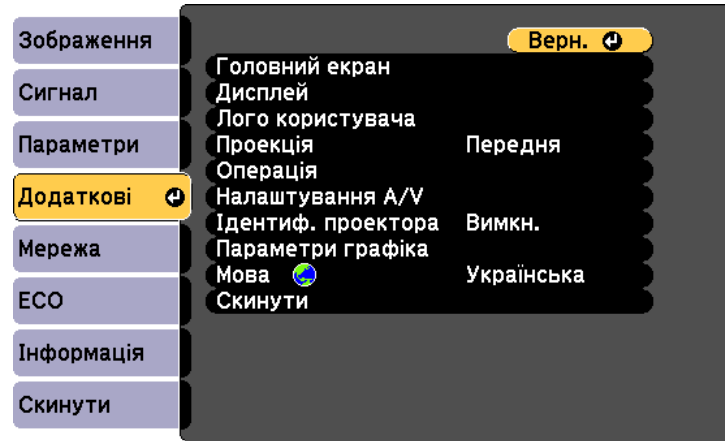 Зображення
Сигнал
Параметри
Додаткові
Мережа
ECO
Інформація
Скинути
Верн.
Головний екран
Дисплей
Лого користувача
Проекція Передня
Операція
Налаштування A/V
Ідентиф. проектора Вимкн.
Параметри графіка
Мова Українська
Скинути